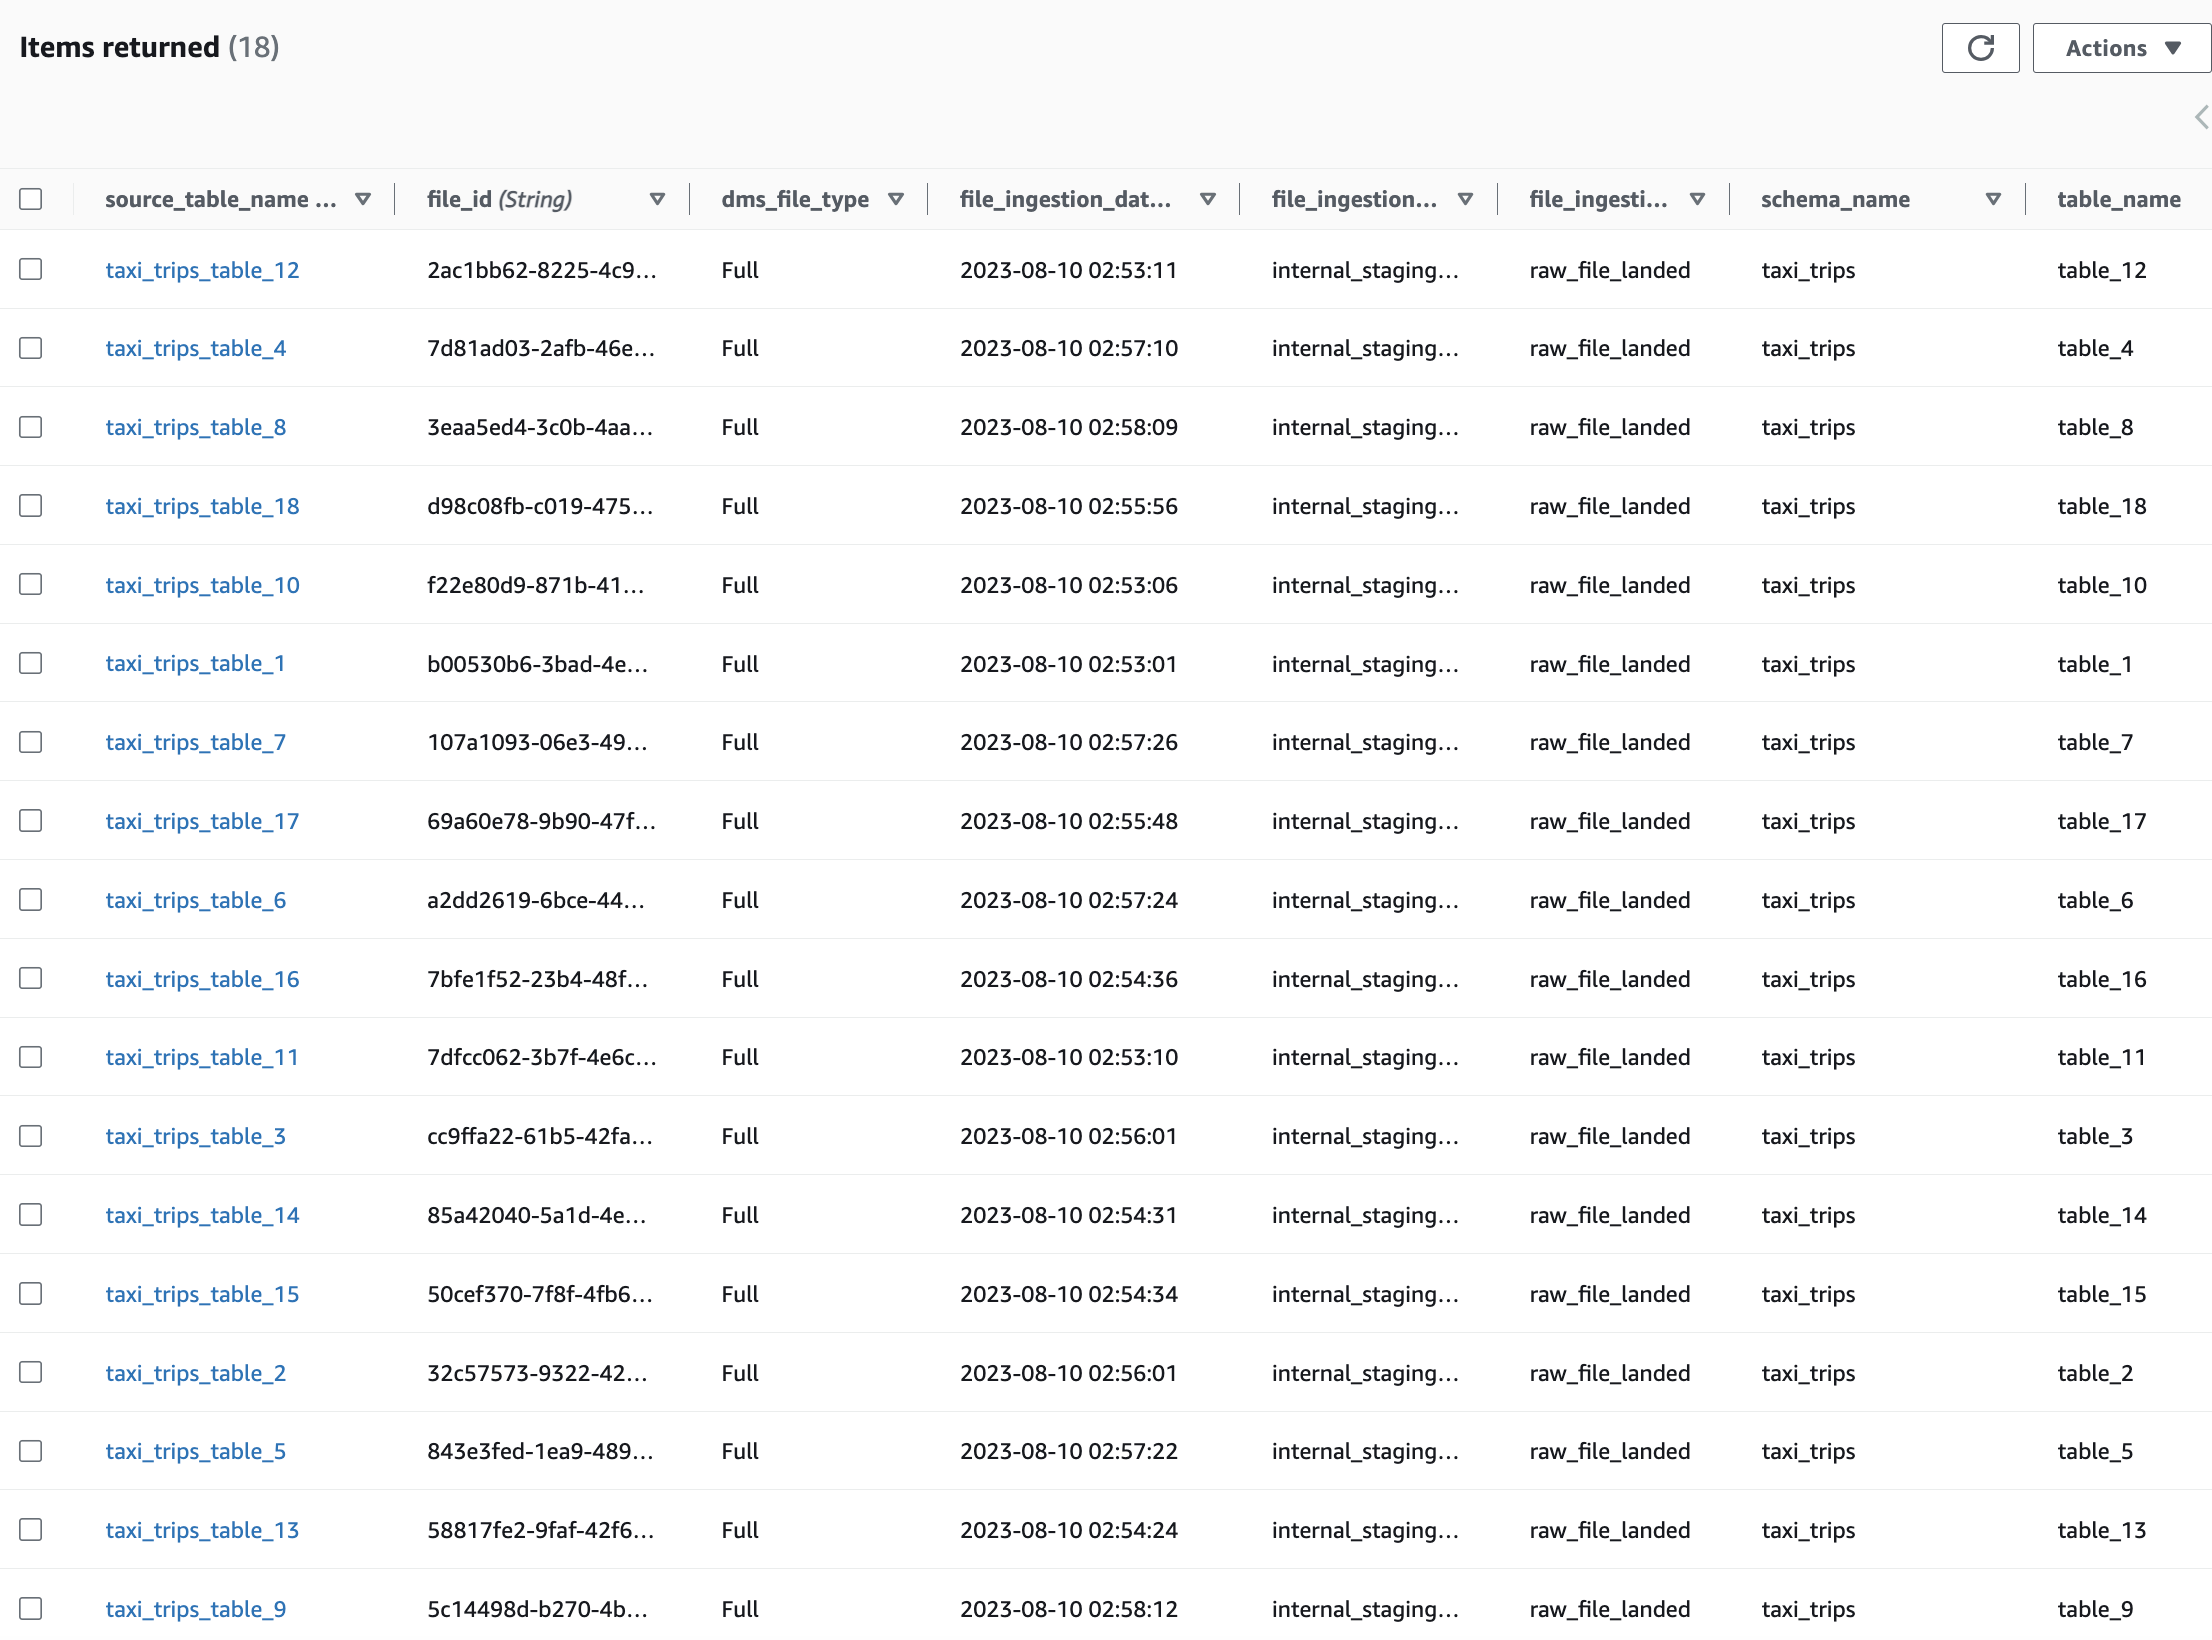 Items returned (18)
Actions
source_table_name ... file_id (String) dms_file_type file_ingestion_dat... file_ingestion... file_ingesti... schema_name table_name
taxi_trips_table_12 2ac1bb62-8225-4c9... Full 2023-08-10 02:53:11 internal_staging... raw_file_landed taxi_trips table_12
taxi_trips_table_4 7d81ad03-2afb-46e... Full 2023-08-10 02:57:10 internal_staging... raw_file_landed taxi_trips table_4
taxi_trips_table_8 3eaa5ed4-3c0b-4aa... Full 2023-08-10 02:58:09 internal_staging... raw_file_landed taxi_trips table_8
taxi_trips_table_18 d98c08fb-c019-475... Full 2023-08-10 02:55:56 internal_staging... raw_file_landed taxi_trips table_18
taxi_trips_table_10 f22e80d9-871b-41... Full 2023-08-10 02:53:06 internal_staging... raw_file_landed taxi_trips table_10
taxi_trips_table_1 b00530b6-3bad-4e... Full 2023-08-10 02:53:01 internal_staging... raw_file_landed taxi_trips table_1
taxi_trips_table_7 107a1093-06e3-49... Full 2023-08-10 02:57:26 internal_staging... raw_file_landed taxi_trips table_7
taxi_trips_table_17 69a60e78-9b90-47f... Full 2023-08-10 02:55:48 internal_staging... raw_file_landed taxi_trips table_17
taxi_trips_table_6 a2dd2619-6bce-44... Full 2023-08-10 02:57:24 internal_staging... raw_file_landed taxi_trips table_6
taxi_trips_table_16 7bfe1f52-23b4-48f... Full 2023-08-10 02:54:36 internal_staging... raw_file_landed taxi_trips table_16
taxi_trips_table_11 7dfcc062-3b7f-4e6c... Full 2023-08-10 02:53:10 internal_staging... raw_file_landed taxi_trips table_11
taxi_trips_table_3 cc9ffa22-61b5-42fa... Full 2023-08-10 02:56:01 internal_staging... raw_file_landed taxi_trips table_3
taxi_trips_table_14 85a42040-5a1d-4e... Full 2023-08-10 02:54:31 internal_staging... raw_file_landed taxi_trips table_14
taxi_trips_table_15 50cef370-7f8f-4fb6... Full 2023-08-10 02:54:34 internal_staging... raw_file_landed taxi_trips table_15
taxi_trips_table_2 32c57573-9322-42... Full 2023-08-10 02:56:01 internal_staging... raw_file_landed taxi_trips table_2
taxi_trips_table_5 843e3fed-1ea9-489... Full 2023-08-10 02:57:22 internal_staging... raw_file_landed taxi_trips table_5
taxi_trips_table_13 58817fe2-9faf-42f6... Full 2023-08-10 02:54:24 internal_staging... raw_file_landed taxi_trips table_13
taxi_trips_table_9 5c14498d-b270-4b... Full 2023-08-10 02:58:12 internal_staging... raw_file_landed taxi_trips table_9